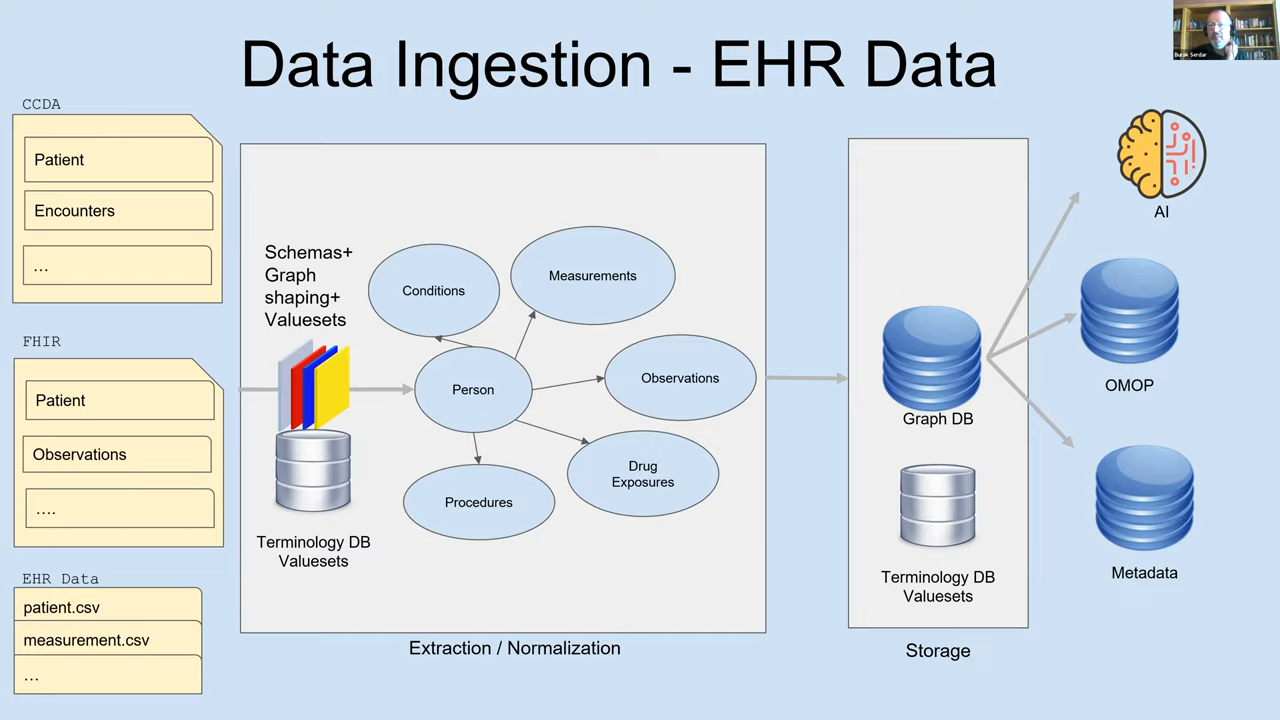 Data Ingestion - EHR Data
Burak Serdar
CCDA
Patient
Encounters
...
FHIR
Patient
Observations
....
EHR Data
patient.csv
measurement.csv
...
Schemas+
Graph
shaping+
Valuesets
Terminology DB
Valuesets
Conditions
Measurements
Person
Observations
Drug
Exposures
Procedures
Extraction / Normalization
Graph DB
Terminology DB
Valuesets
Storage
AI
OMOP
Metadata